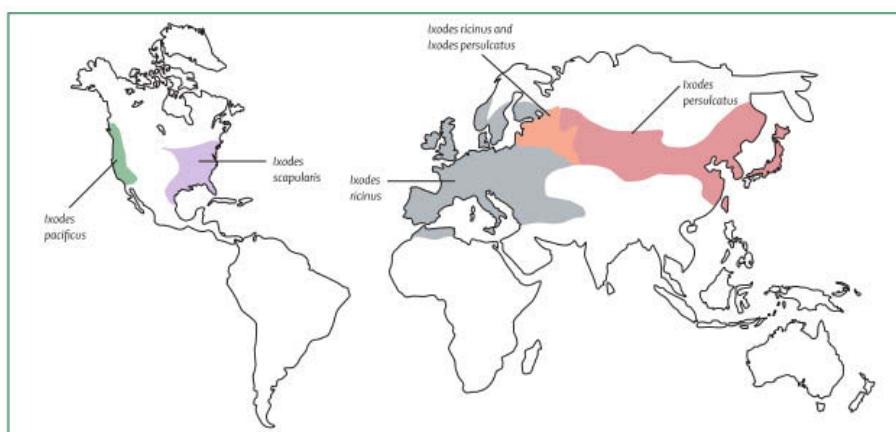 Ixodes ricinus and
Ixodes persulcatus
Ixodes
persulcatus
Ixodes
scapularis
Ixodes
ricinus
Ixodes
pacificus